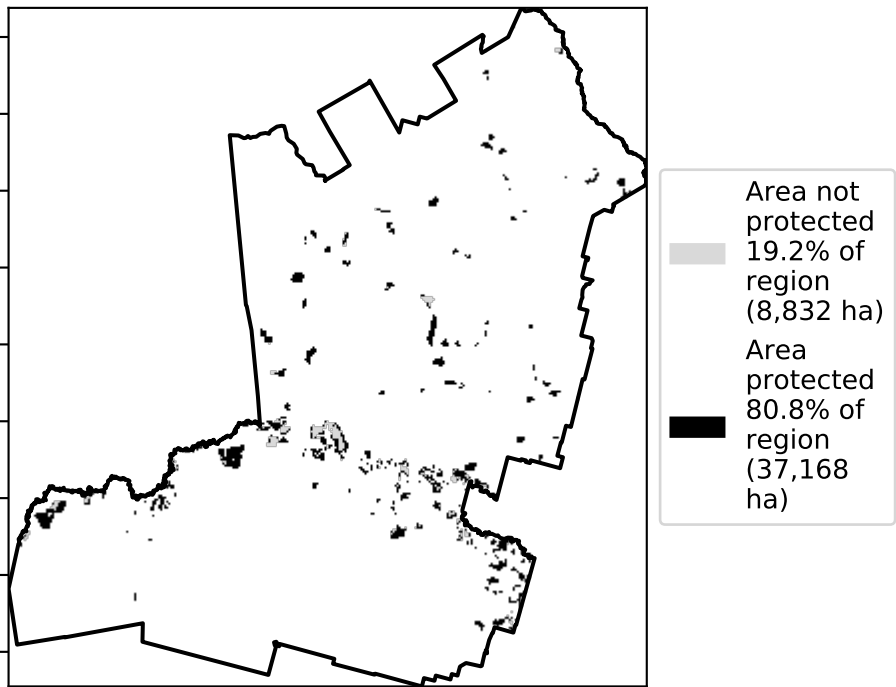 Area not
protected
19.2% of
region
(8,832 ha)
Area
protected
80.8% of
region
(37,168
ha)